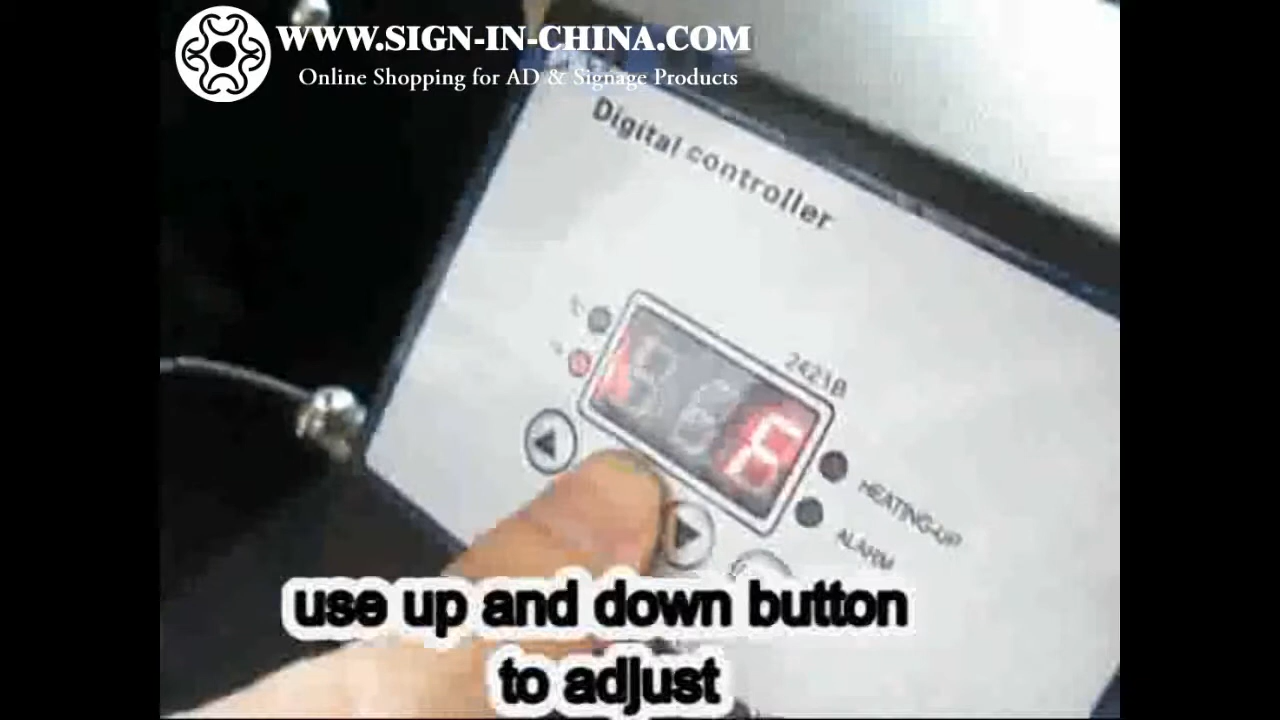 WWW.SIGN-IN-CHINA.COM
Online Shopping for AD & Signage Products
Digital controller
2421B
F
HEATING-UP
ALARM
use up and down button
to adjust